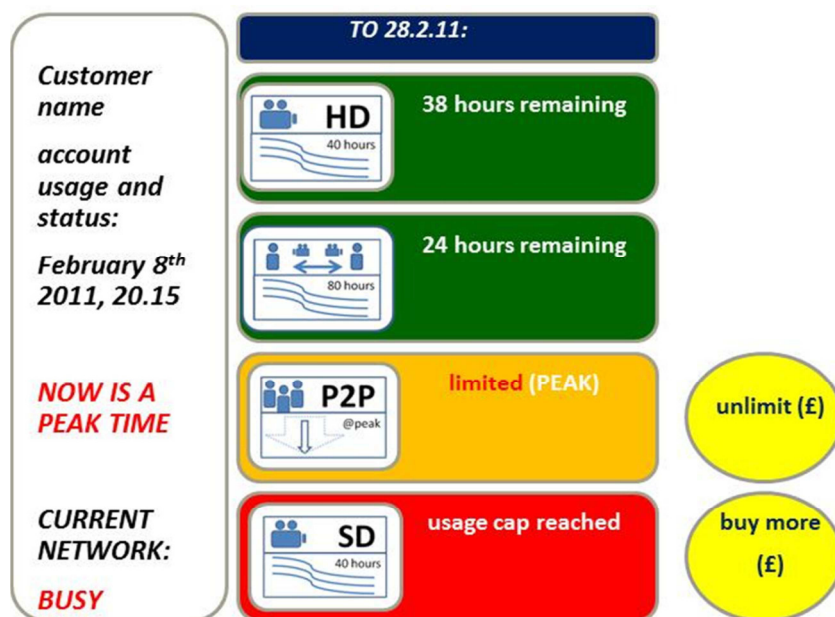 Customer
name
account
usage and
status:
February 8th
2011, 20.15
NOW IS A
PEAK TIME
CURRENT
NETWORK:
BUSY
TO 28.2.11:
HD
40 hours
38 hours remaining
80 hours
24 hours remaining
P2P
@peak
limited (PEAK)
unlimit (£)
SD
40 hours
usage cap reached
buy more
(£)